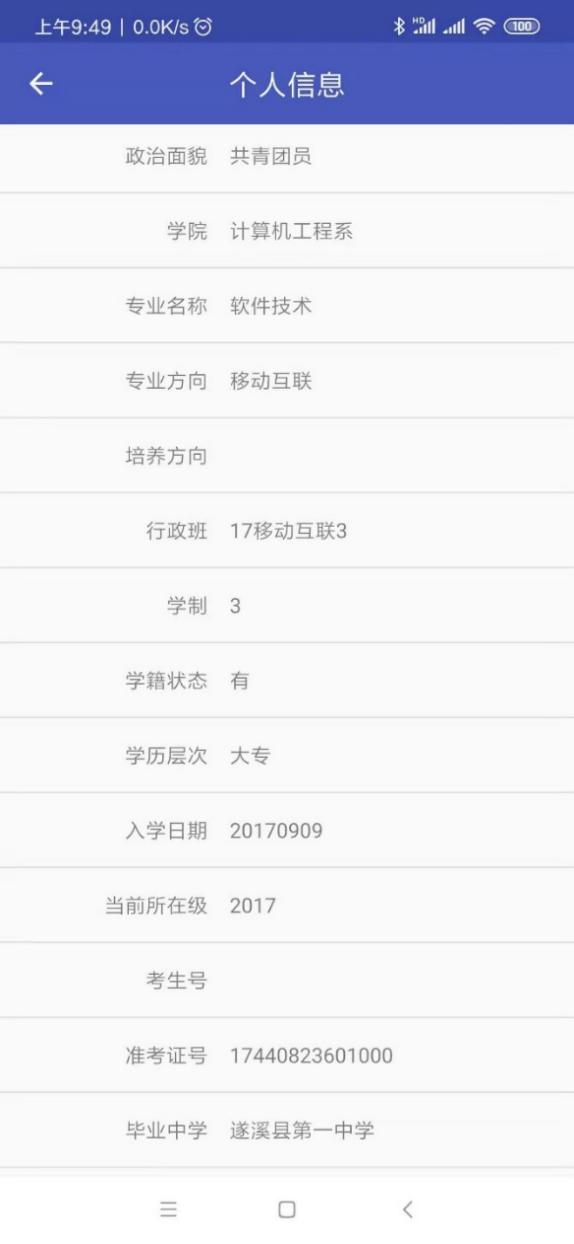 上午9:49 | 0.0K/s
HD
100
个人信息
政治面貌 共青团员
学院 计算机工程系
专业名称 软件技术
专业方向 移动互联
培养方向
行政班 17移动互联3
学制 3
学籍状态 有
学历层次 大专
入学日期 20170909
当前所在级 2017
考生号
准考证号 17440823601000
毕业中学 遂溪县第一中学